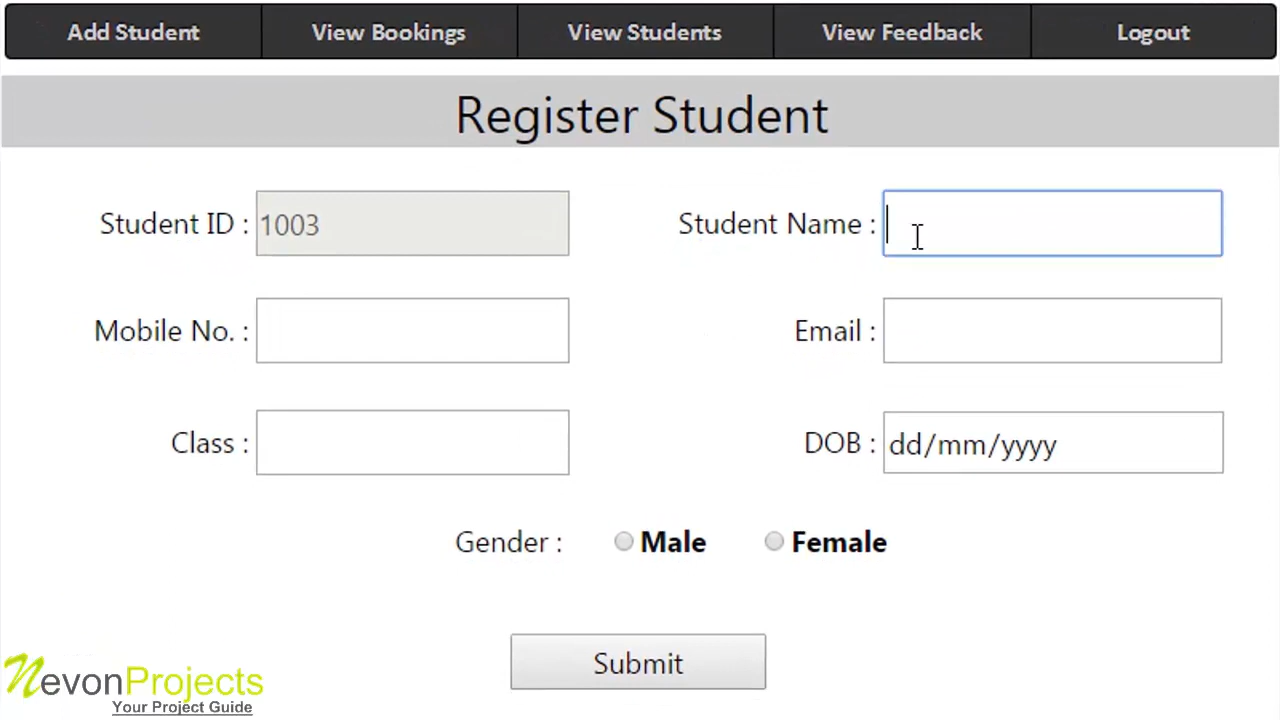 Add Student View Bookings View Students View Feedback Logout
Register Student
Student ID : 1003 Student Name :
Mobile No. : Email :
Class : DOB : dd/mm/yyyy
Gender : Male Female
Submit
NevonProjects
Your Project Guide